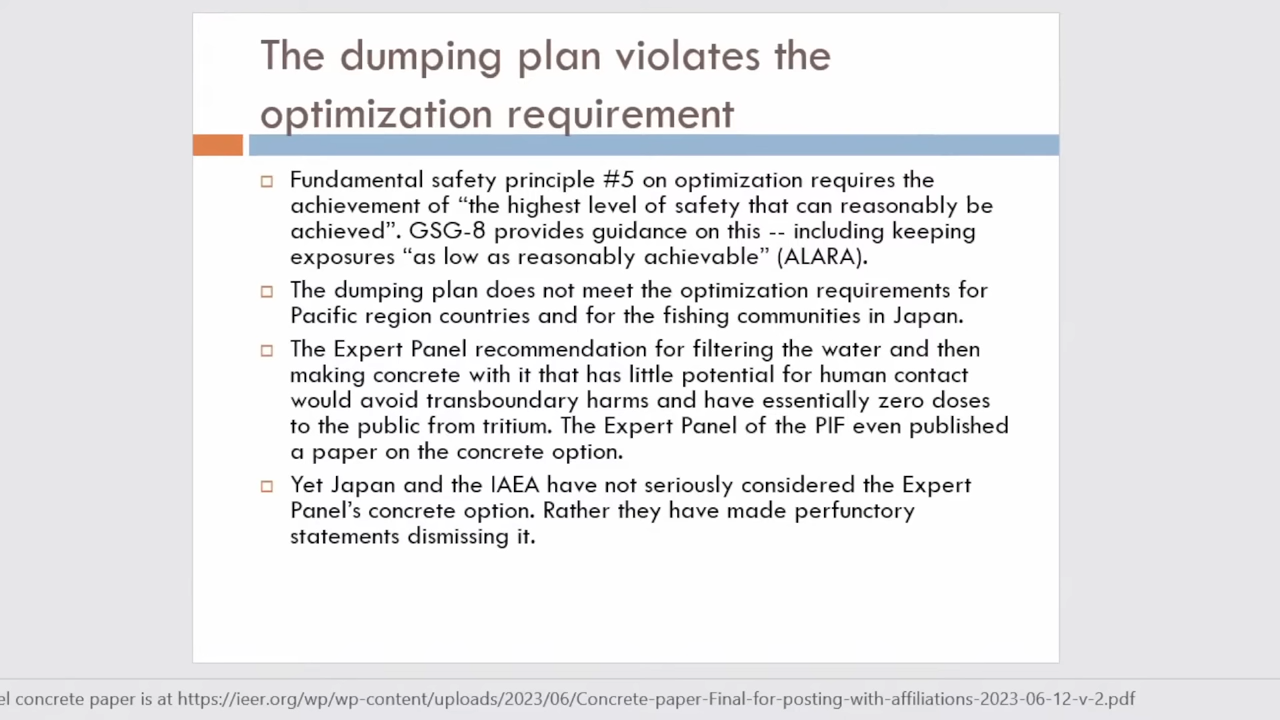 The dumping plan violates the
optimization requirement
Fundamental safety principle #5 on optimization requires the
achievement of “the highest level of safety that can reasonably be
achieved”. GSG-8 provides guidance on this -- including keeping
exposures “as low as reasonably achievable” (ALARA).
The dumping plan does not meet the optimization requirements for
Pacific region countries and for the fishing communities in Japan.
The Expert Panel recommendation for filtering the water and then
making concrete with it that has little potential for human contact
would avoid transboundary harms and have essentially zero doses
to the public from tritium. The Expert Panel of the PIF even published
a paper on the concrete option.
Yet Japan and the IAEA have not seriously considered the Expert
Panel’s concrete option. Rather they have made perfunctory
statements dismissing it.
el concrete paper is at https://ieer.org/wp/wp-content/uploads/2023/06/Concrete-paper-Final-for-posting-with-affiliations-2023-06-12-v-2.pdf